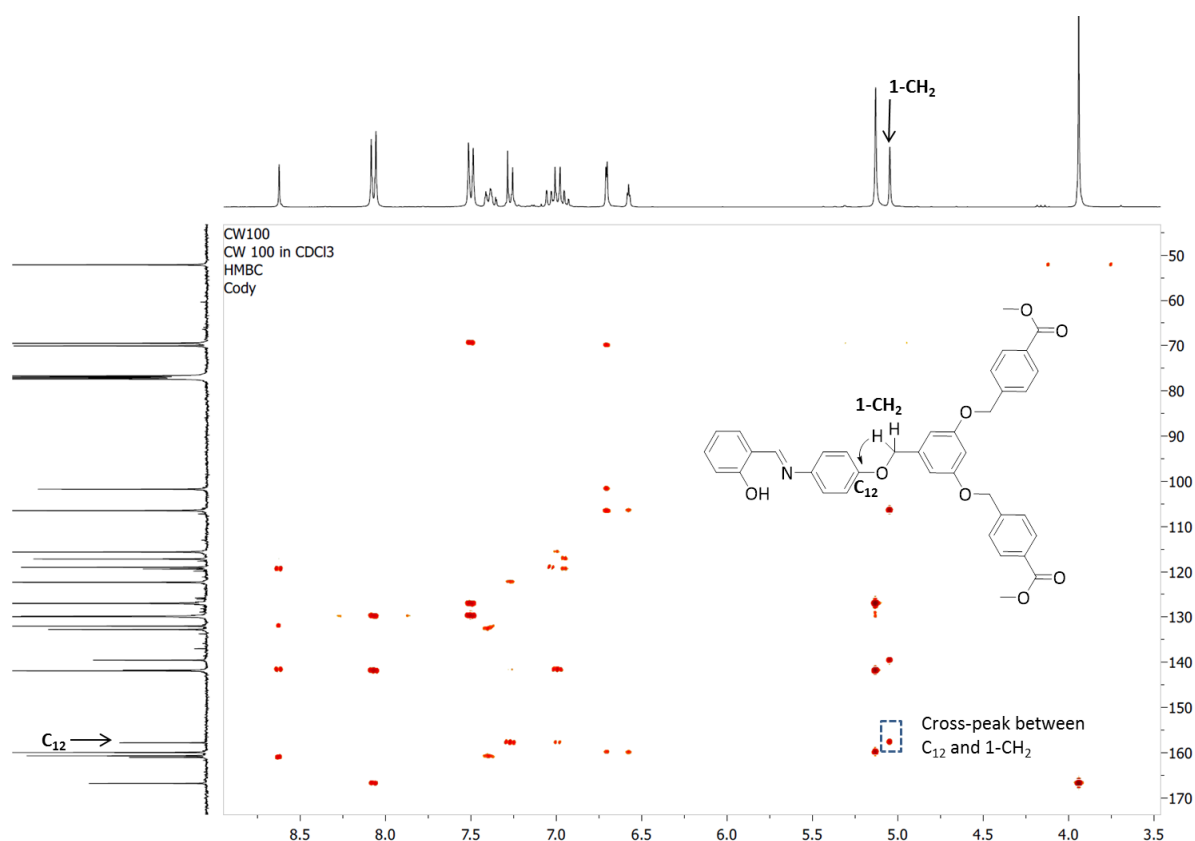 1-CH2
CW100
CW 100 in CDCl3
HMBC
Cody
50
60
70
80
90
100
110
120
130
140
150
160
170
O
O
1-CH2
O
H
H
N
O
C12
OH
O
O
O
C12
Cross-peak between
C12 and 1-CH2
8.5
8.0
7.5
7.0
6.5
6.0
5.5
5.0
4.5
4.0
3.5